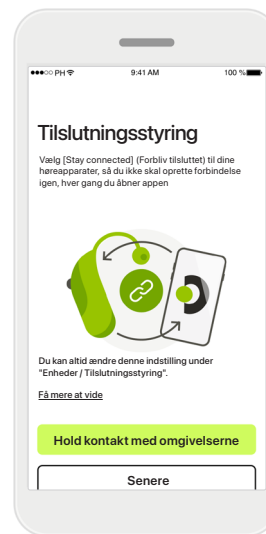 PH 9:41 AM 100 %
Tilslutningsstyring
Vælg [Stay connected] (Forbliv tilsluttet) til dine
høreapparater, så du ikke skal oprette forbindelse
igen, hver gang du åbner appen
Du kan altid ændre denne indstilling under
"Enheder / Tilslutningsstyring".
Få mere at vide
Hold kontakt med omgivelserne
Senere